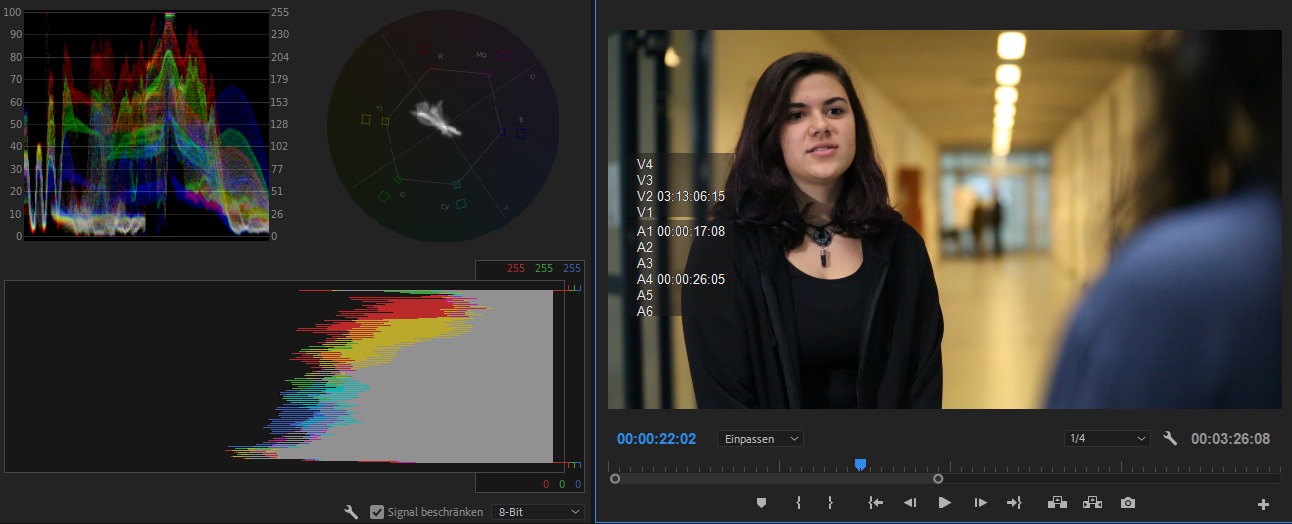 100 255
90 230
80 204
70 179
60 153
50 128
40 102
30 77
20 51
10 26
0 0
R Mg B Cy G
255 255 255
0 0 0
Signal beschränken 8-Bit
V4
V3
V2 03:13:06:15
V1
A1 00:00:17:08
A2
A3
A4 00:00:26:05
A5
A6
00:00:22:02 Einpassen 1/4 00:03:26:08